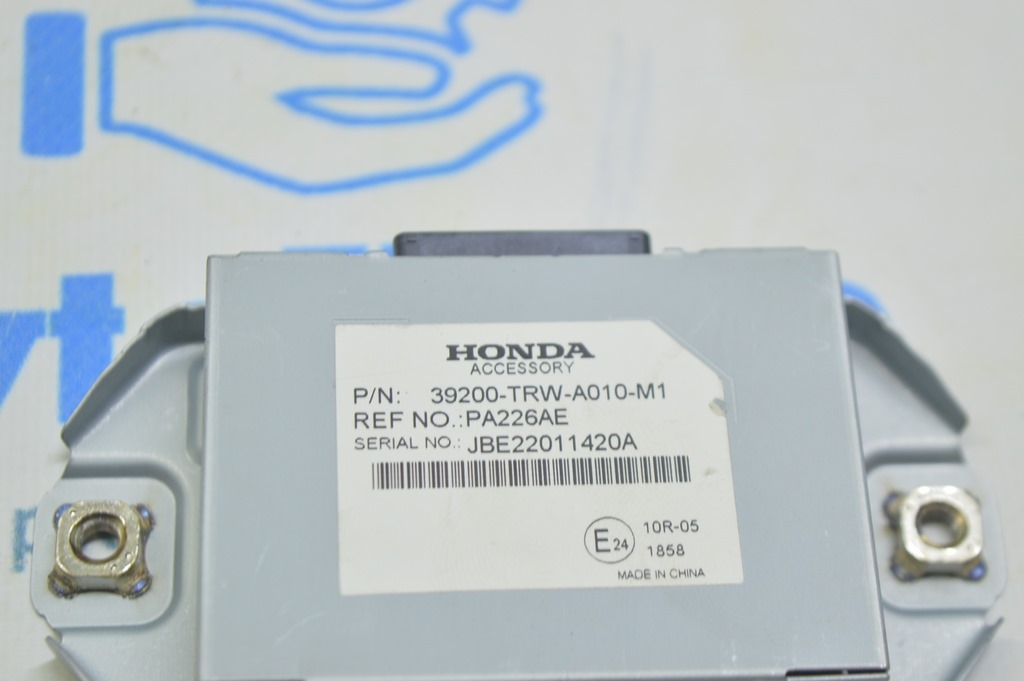 HONDA
ACCESSORY
P/N: 39200-TRW-A010-M1
REF NO.:PA226AE
SERIAL NO.: JBE22011420A
E24 10R-05
1858
MADE IN CHINA